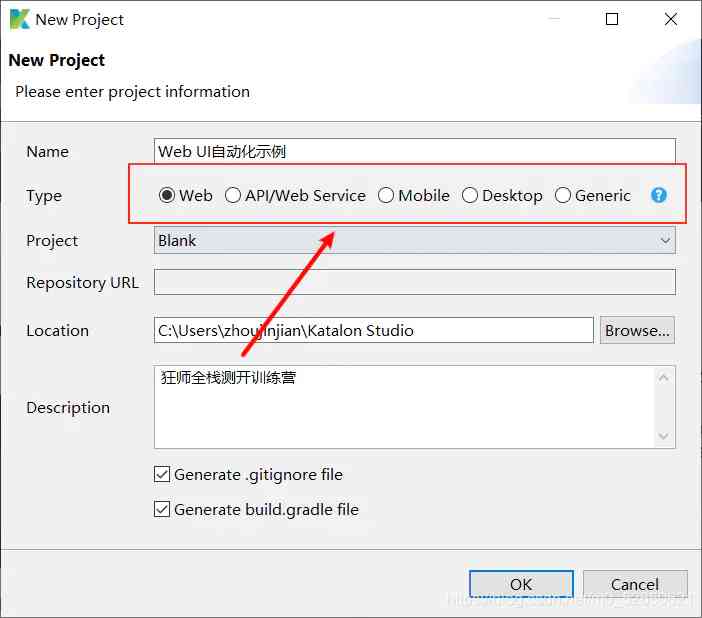 New Project
New Project
Please enter project information
Name Web UI自动化示例
Type Web API/Web Service Mobile Desktop Generic ?
Project Blank
Repository URL
Location C:\Users\zhoujinjian\Katalon Studio Browse...
Description 狂师全栈测开训练营
Generate .gitignore file
Generate build.gradle file
OK Cancel